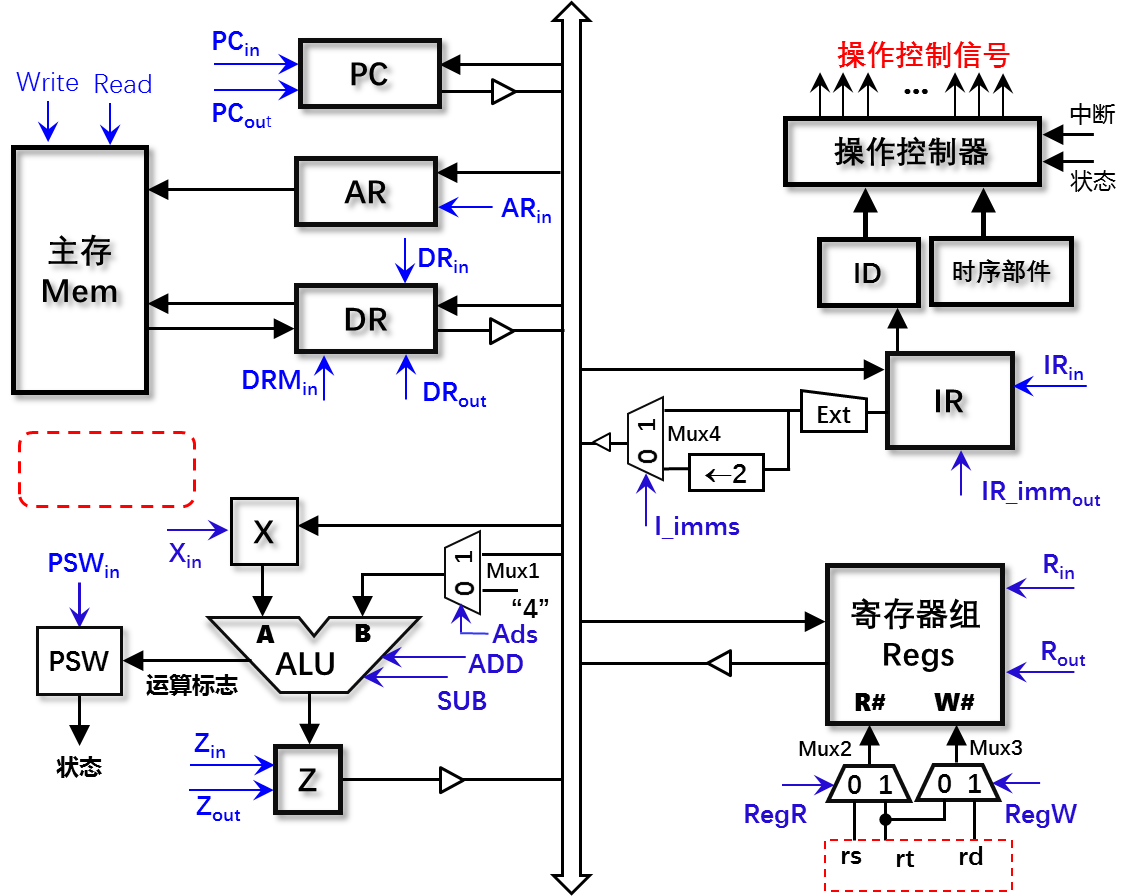 PCin
PC
PCout
Write
Read
主存
Mem
AR
ARin
DRin
DR
DRMin
DRout
操作控制信号
...
操作控制器
中断
状态
ID
时序部件
IR
IRin
Ext
IR_immout
Mux4
0 1
←2
I_imms
X
Xin
PSWin
PSW
状态
运算标志
A
B
ALU
0 1
Mux1
“4”
Ads
ADD
SUB
Zin
Zout
Z
寄存器组
Regs
R#
W#
Rin
Rout
Mux2
Mux3
0 1
0 1
RegR
RegW
rs
rt
rd